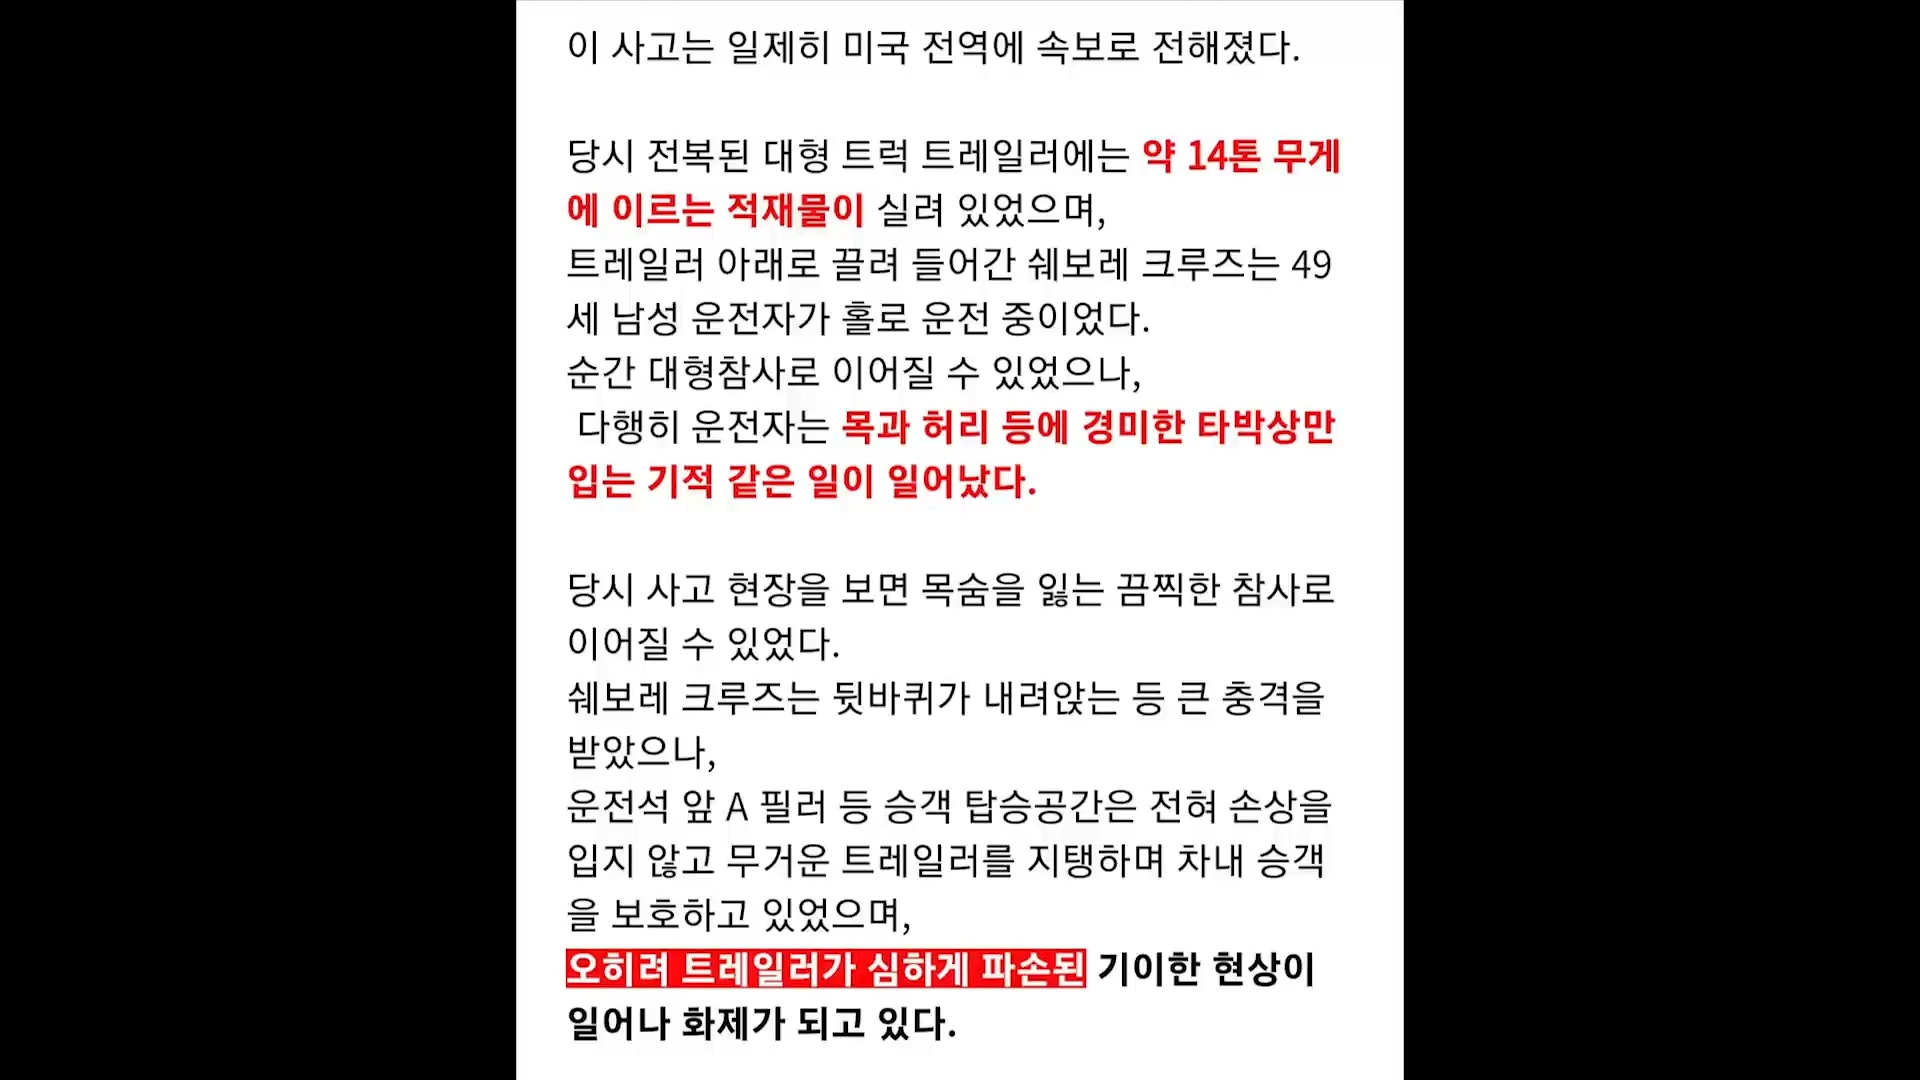 이 사고는 일제히 미국 전역에 속보로 전해졌다.
당시 전복된 대형 트럭 트레일러에는 약 14톤 무게
에 이르는 적재물이 실려 있었으며,
트레일러 아래로 끌려 들어간 쉐보레 크루즈는 49
세 남성 운전자가 홀로 운전 중이었다.
순간 대형참사로 이어질 수 있었으나,
다행히 운전자는 목과 허리 등에 경미한 타박상만
입는 기적 같은 일이 일어났다.
당시 사고 현장을 보면 목숨을 잃는 끔찍한 참사로
이어질 수 있었다.
쉐보레 크루즈는 뒷바퀴가 내려앉는 등 큰 충격을
받았으나,
운전석 앞 A 필러 등 승객 탑승공간은 전혀 손상을
입지 않고 무거운 트레일러를 지탱하며 차내 승객
을 보호하고 있었으며,
오히려 트레일러가 심하게 파손된 기이한 현상이
일어나 화제가 되고 있다.